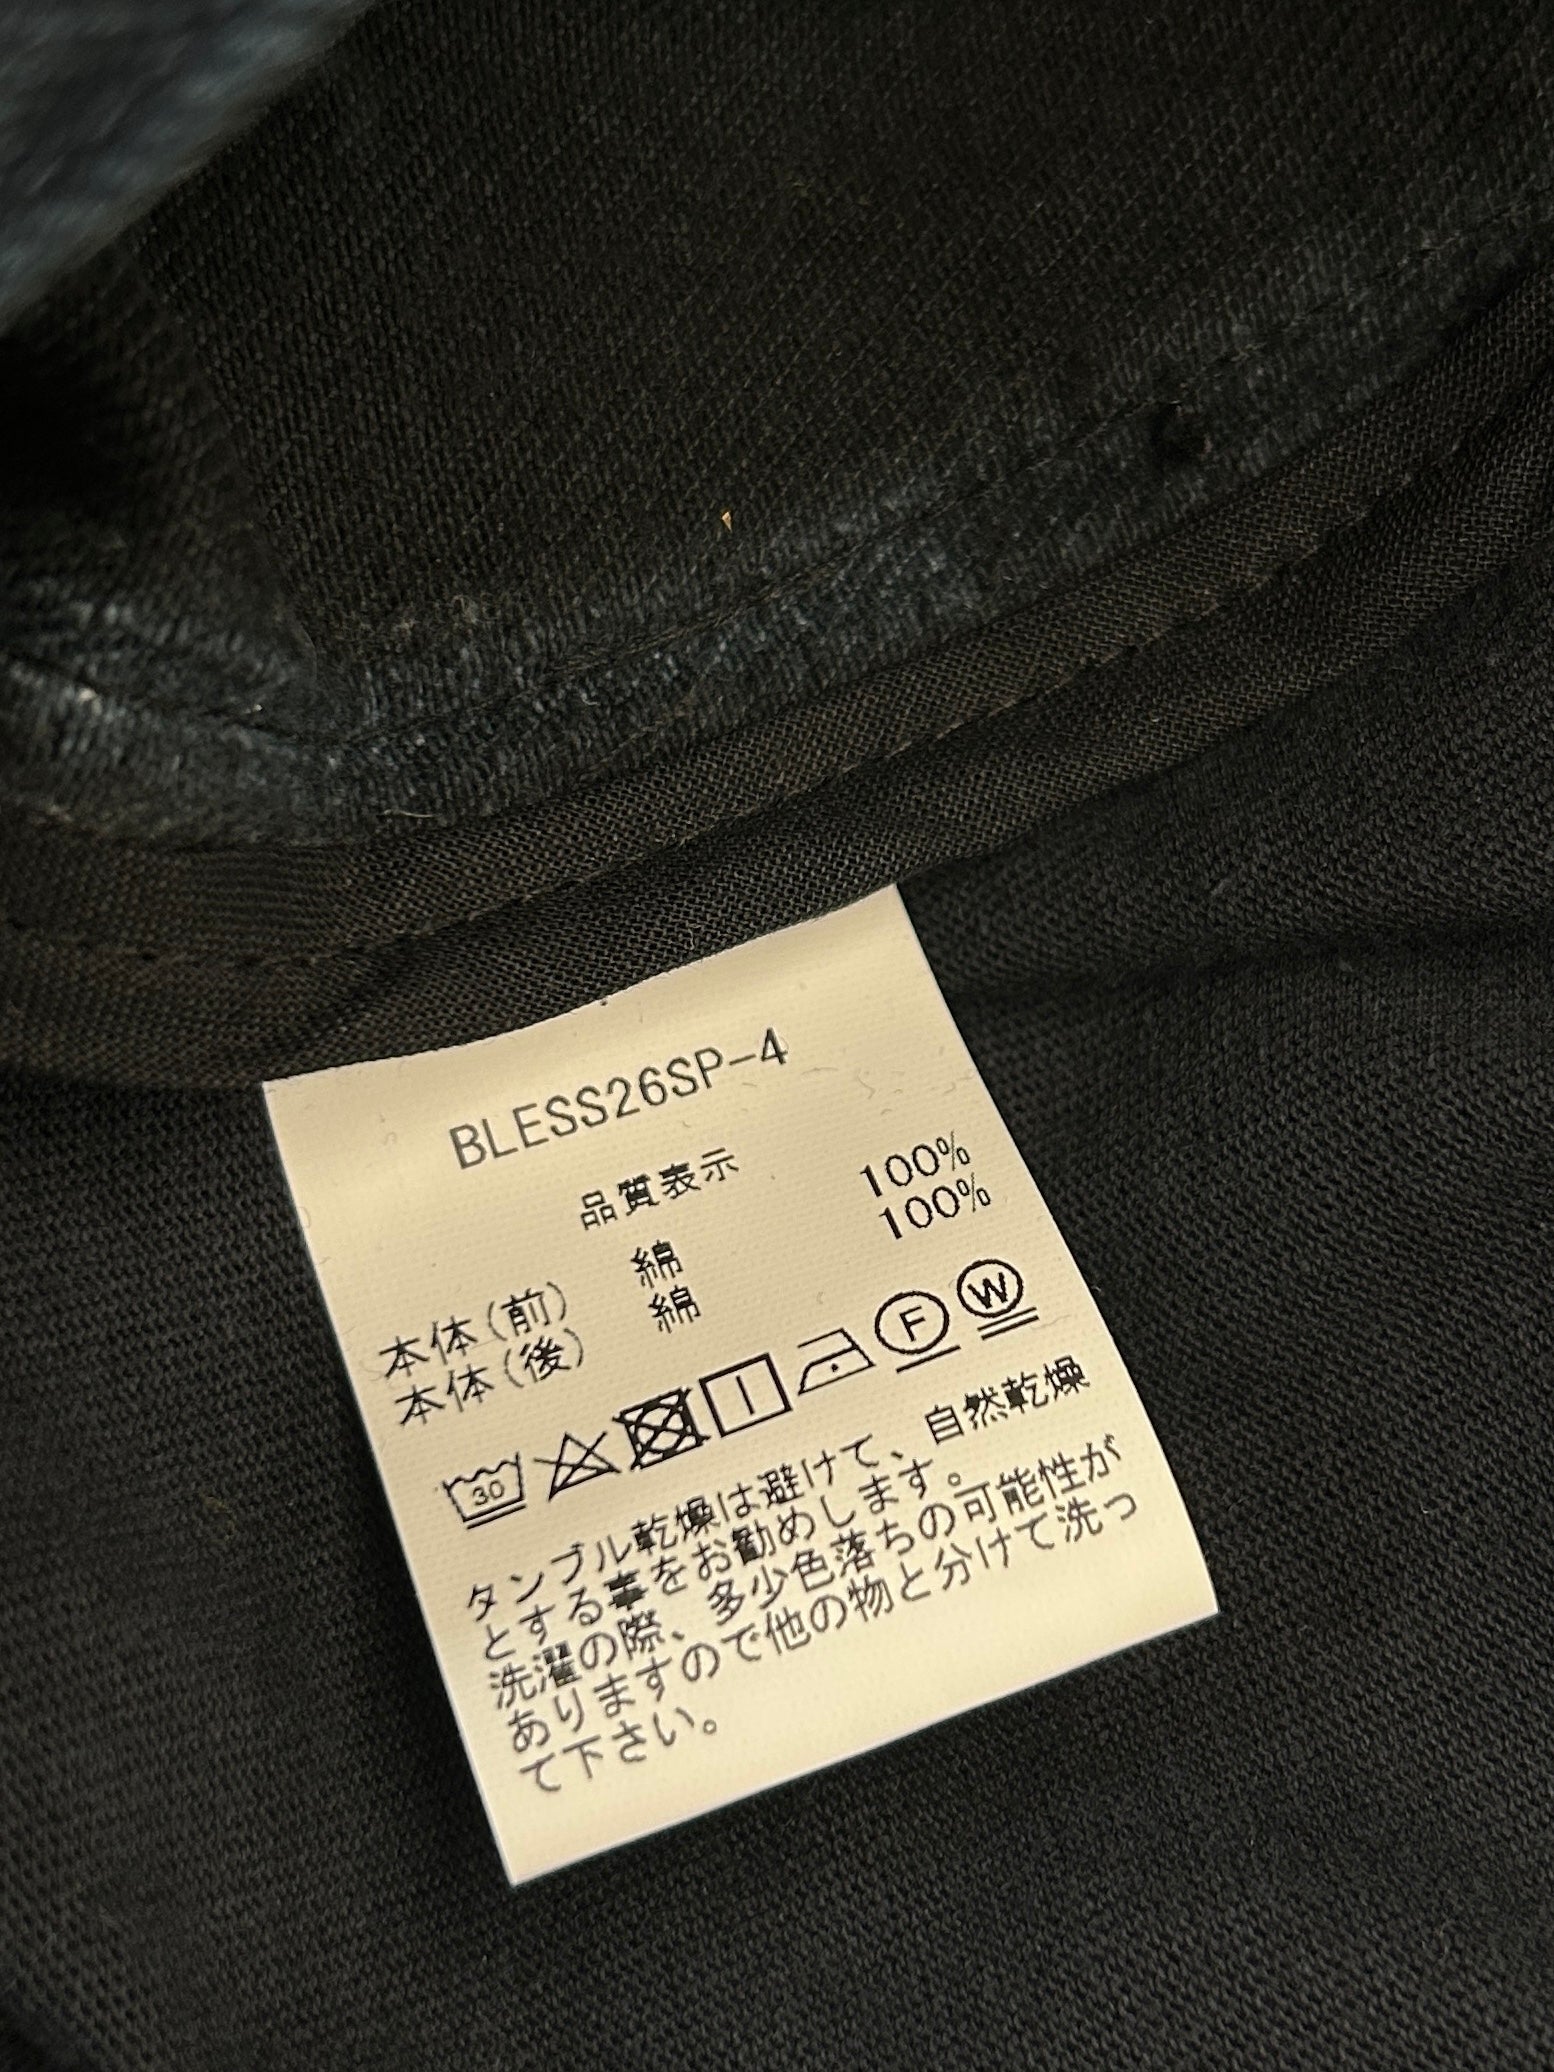 BLESS26SP-4
品質表示
本体(前) 綿 100%
本体(後) 綿 100%
30 F W
タンブル乾燥は避けて、自然乾燥
とする事をお勧めします。
洗濯の際、多少色落ちの可能性が
ありますので他の物と分けて洗っ
て下さい。